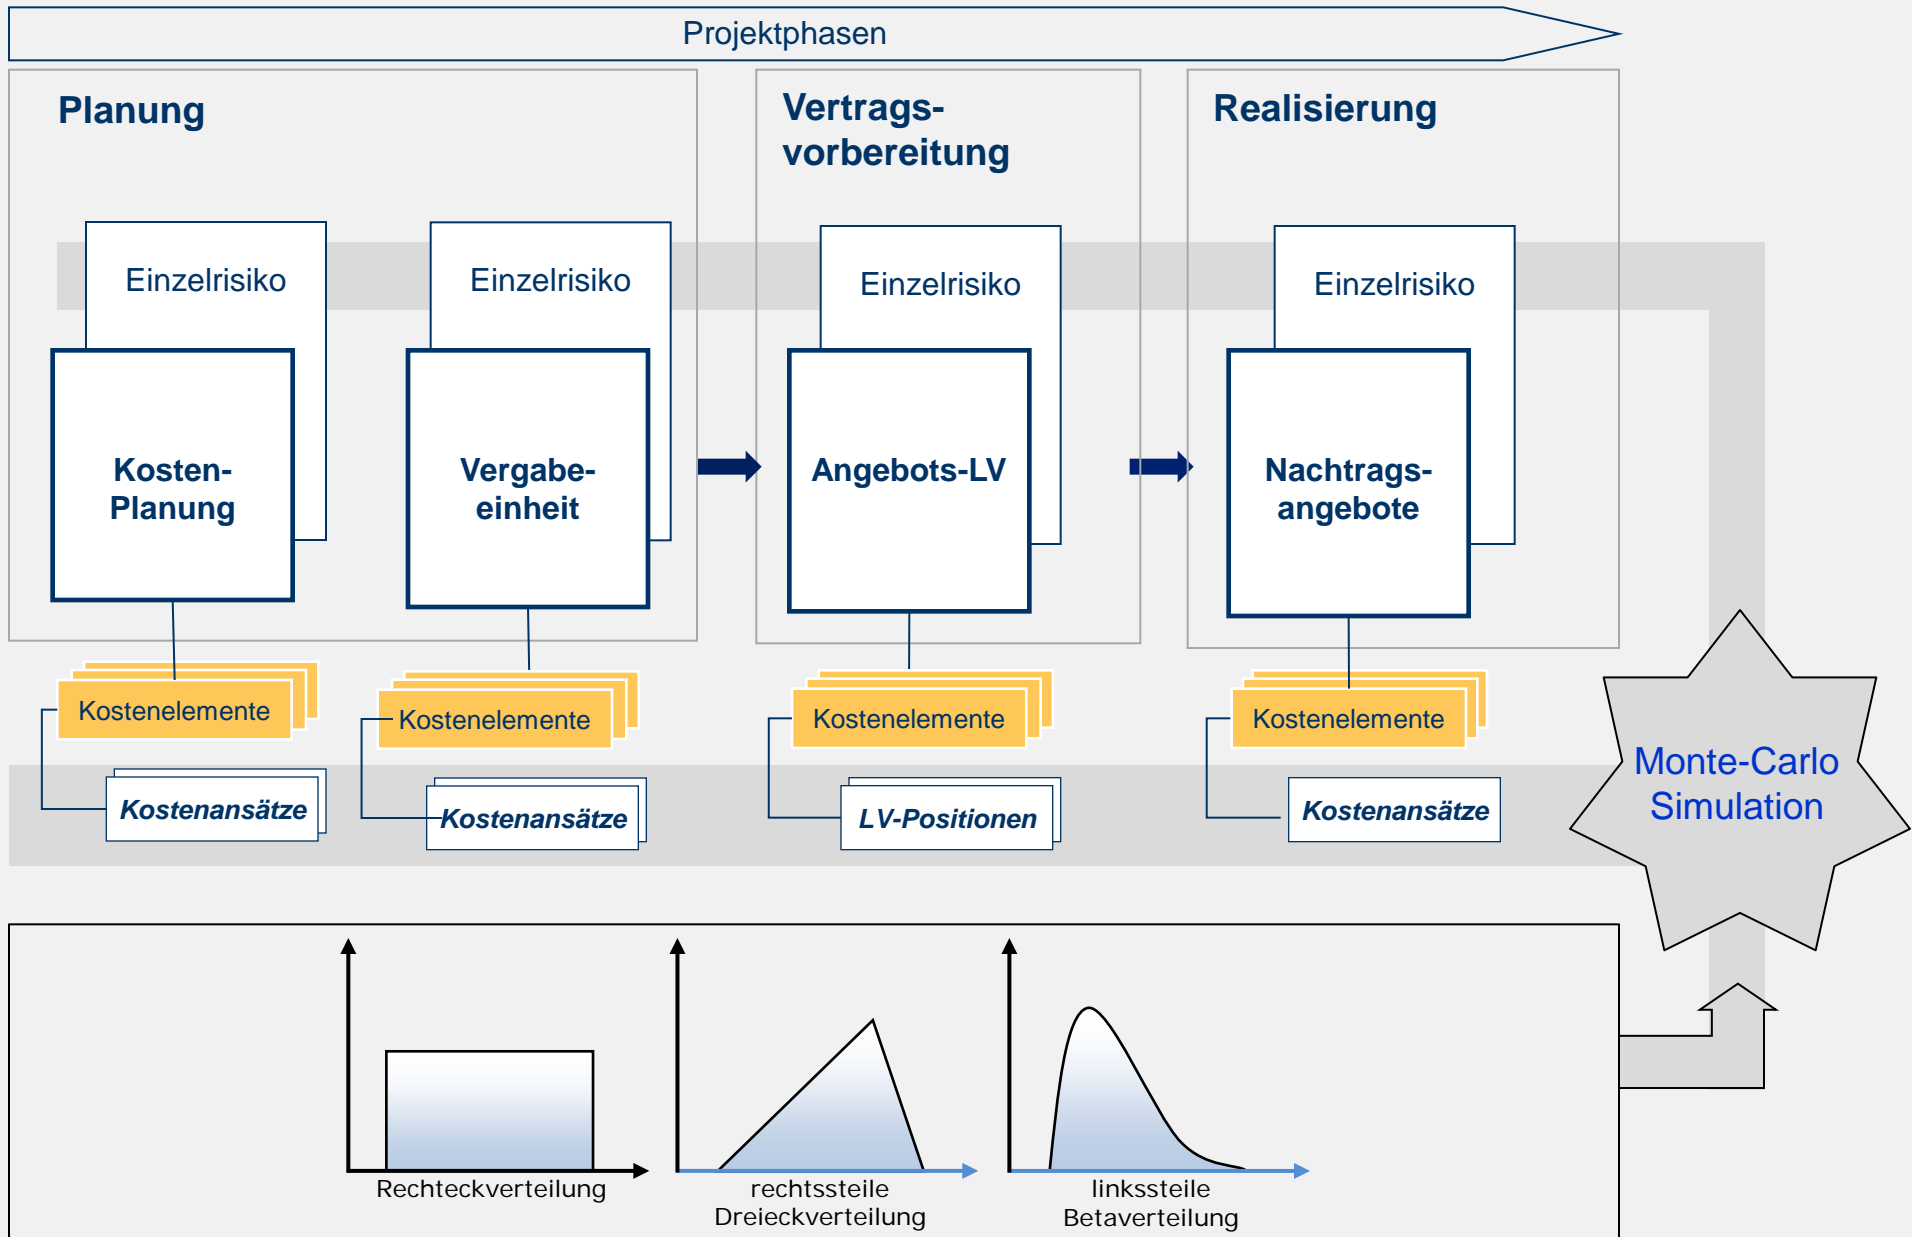 Projektphasen
Planung
Vertrags-
vorbereitung
Realisierung
Einzelrisiko
Einzelrisiko
Einzelrisiko
Einzelrisiko
Kosten-
Planung
Vergabe-
einheit
Angebots-LV
Nachtrags-
angebote
Kostenelemente
Kostenelemente
Kostenelemente
Kostenelemente
Kostenansätze
Kostenansätze
LV-Positionen
Kostenansätze
Monte-Carlo
Simulation
Rechteckverteilung
rechtssteile
Dreieckverteilung
linkssteile
Betaverteilung